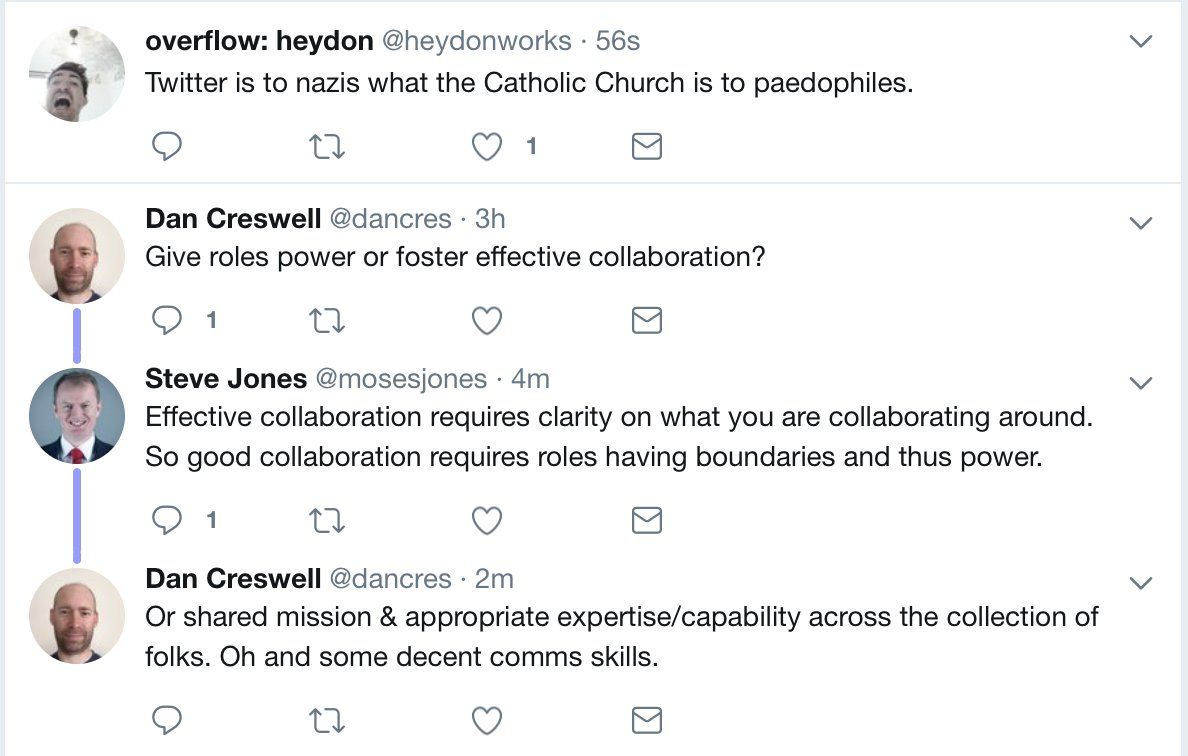 overflow: heydon @heydonworks · 56s
Twitter is to nazis what the Catholic Church is to paedophiles.
1
Dan Creswell @dancres · 3h
Give roles power or foster effective collaboration?
1
Steve Jones @mosesjones · 4m
Effective collaboration requires clarity on what you are collaborating around.
So good collaboration requires roles having boundaries and thus power.
1
Dan Creswell @dancres · 2m
Or shared mission & appropriate expertise/capability across the collection of
folks. Oh and some decent comms skills.